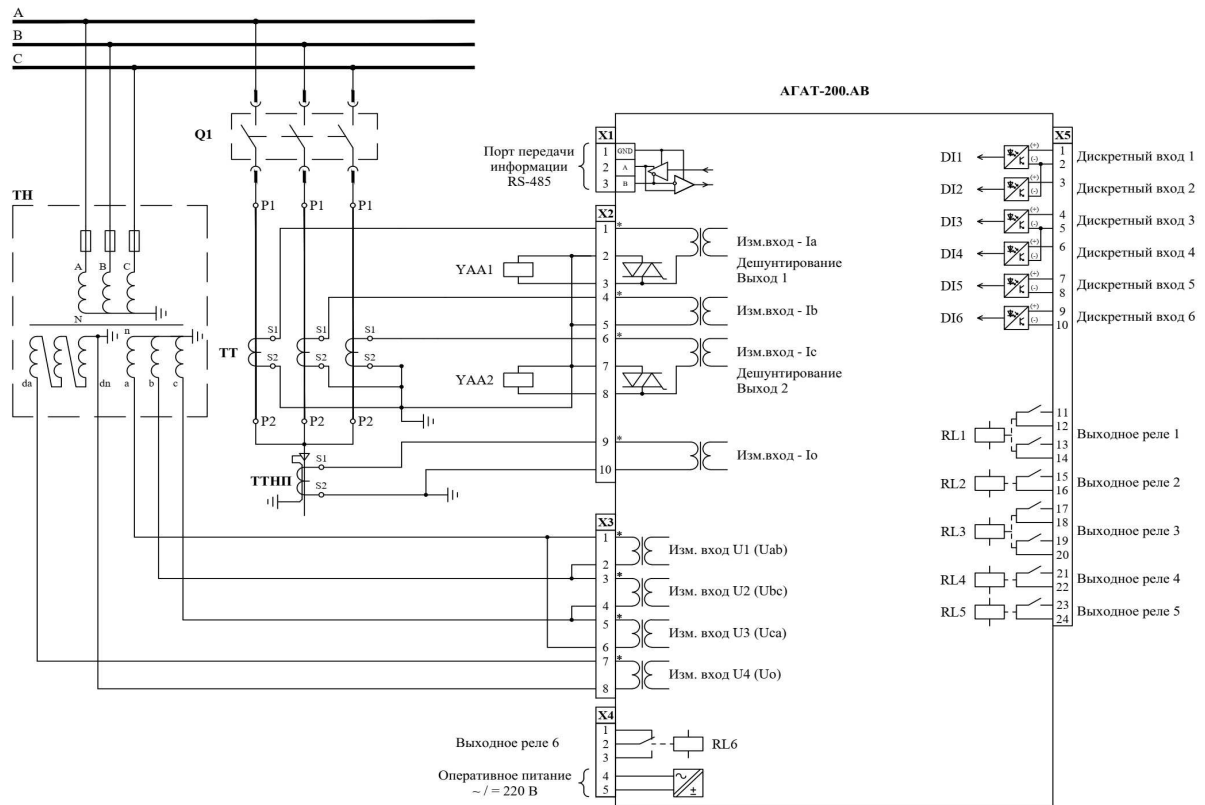 A
B
C
АГАТ-200.АВ
Q1
ТН
A
B
C
N
n
da
dn
a
b
c
P1
P1
P1
ТТ
S1
S2
S1
S2
S1
S2
P2
P2
P2
ТТНП
S1
S2
Порт передачи
информации
RS-485
X1
1 GND
2 A
3 B
X2
1 *
2
3
4 *
5
6 *
7
8
9 *
10
YAA1
YAA2
Изм.вход - Ia
Дешунтирование
Выход 1
Изм.вход - Ib
Изм.вход - Ic
Дешунтирование
Выход 2
Изм.вход - Io
X3
1 *
2
3 *
4
5 *
6
7 *
8
Изм. вход U1 (Uab)
Изм. вход U2 (Ubc)
Изм. вход U3 (Uca)
Изм. вход U4 (Uo)
X4
1
2
3
4
5
Выходное реле 6
RL6
Оперативное питание
~ / = 220 В
~
±
X5
DI1 (+) 1 Дискретный вход 1
(-) 2
DI2 (+) 3 Дискретный вход 2
(-)
DI3 (+) 4 Дискретный вход 3
(-) 5
DI4 (+) 6 Дискретный вход 4
(-)
DI5 (+) 7 Дискретный вход 5
(-) 8
DI6 (+) 9 Дискретный вход 6
(-) 10
11
12
RL1 13 Выходное реле 1
14
RL2 15 Выходное реле 2
16
17
18
RL3 19 Выходное реле 3
20
RL4 21 Выходное реле 4
22
RL5 23 Выходное реле 5
24